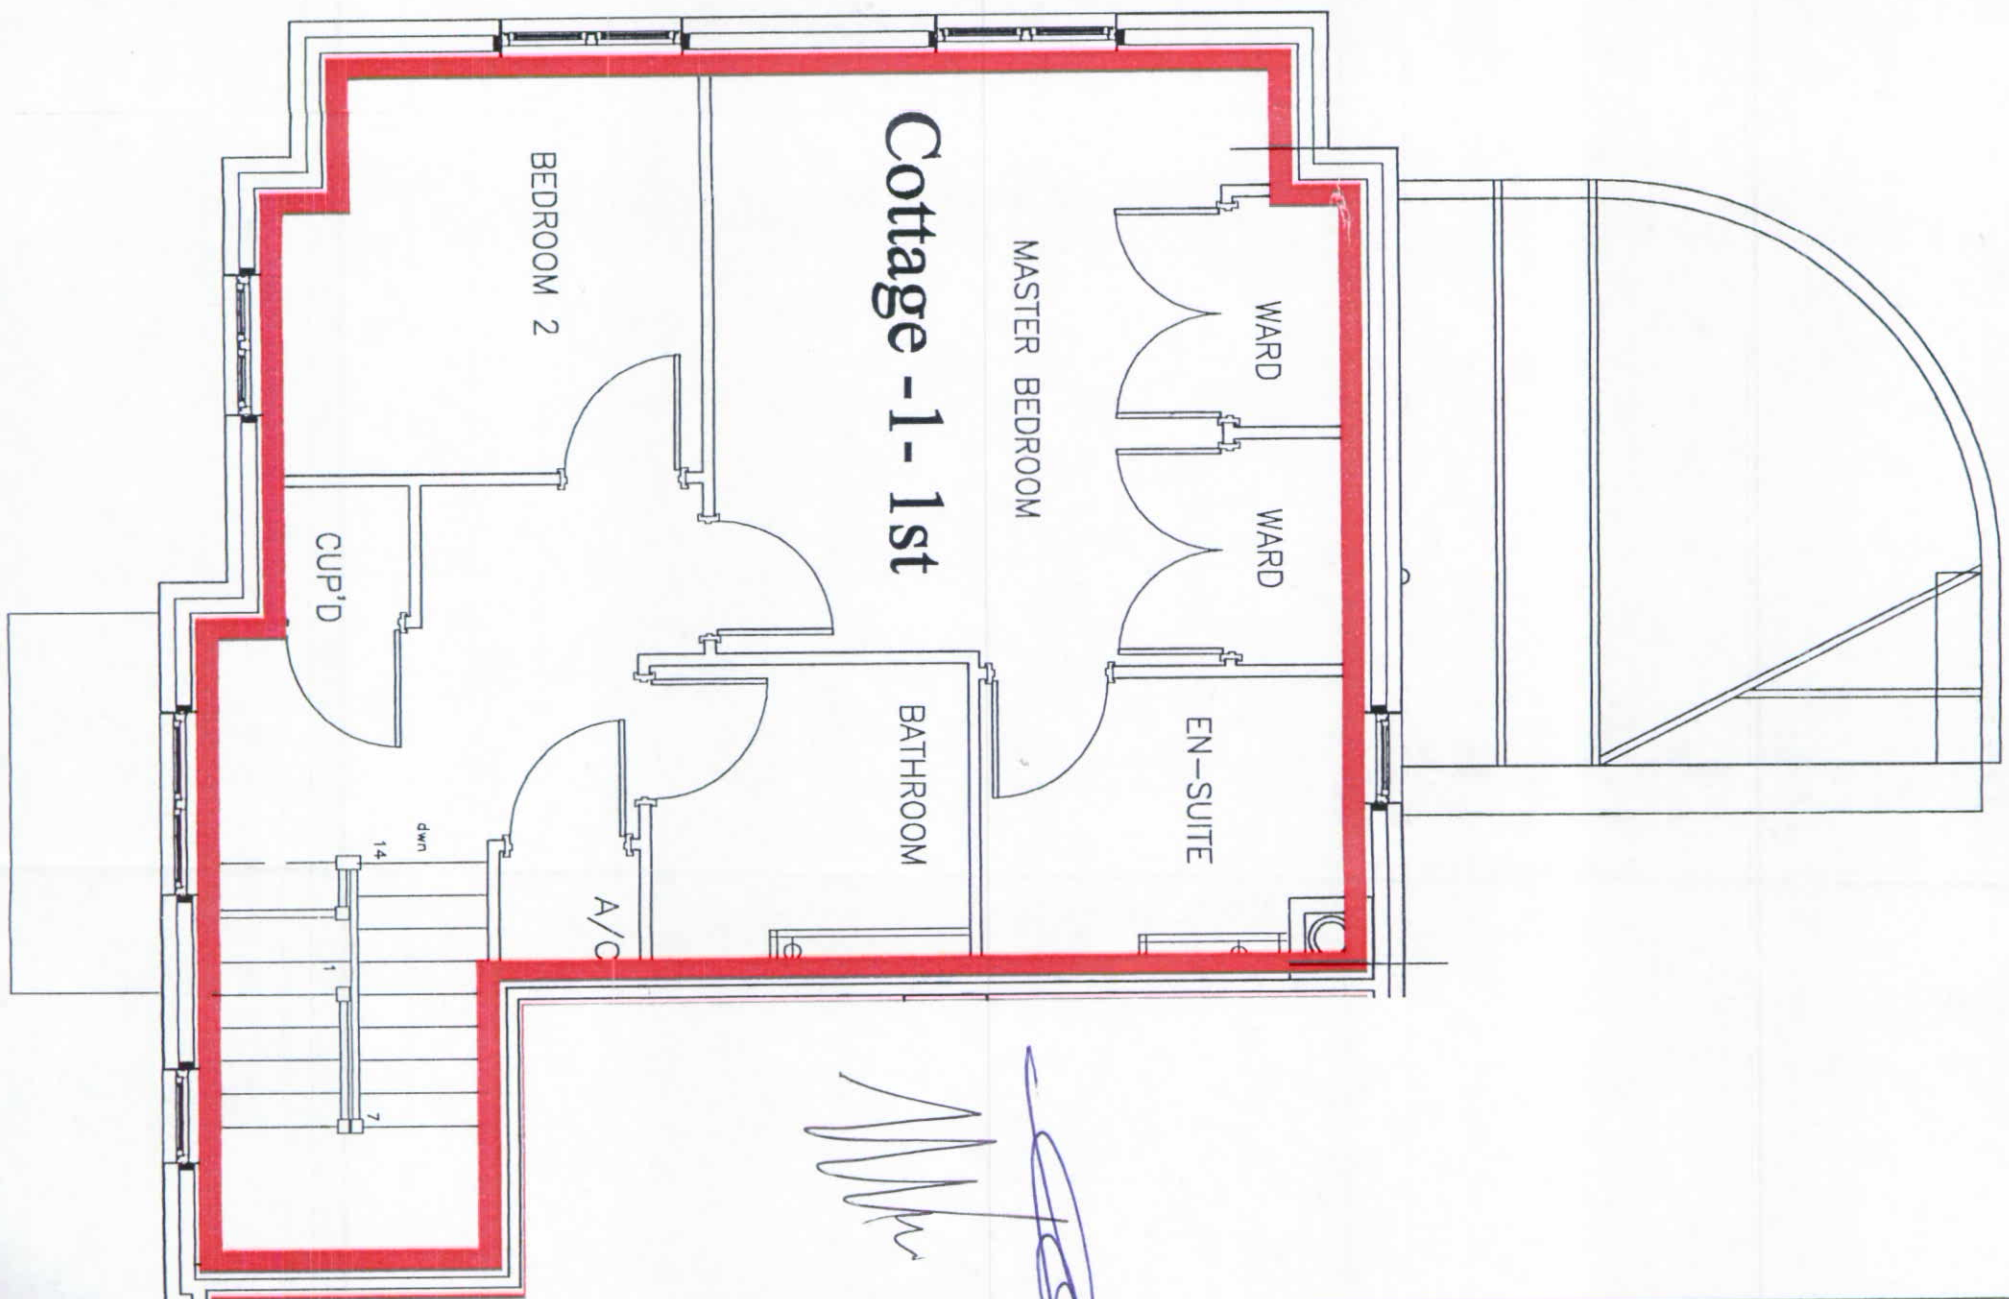 WARD
WARD
EN-SUITE
MASTER BEDROOM
Cottage - 1 - 1st
BATHROOM
BEDROOM 2
A/C
dwn
14
CUP'D
1
7